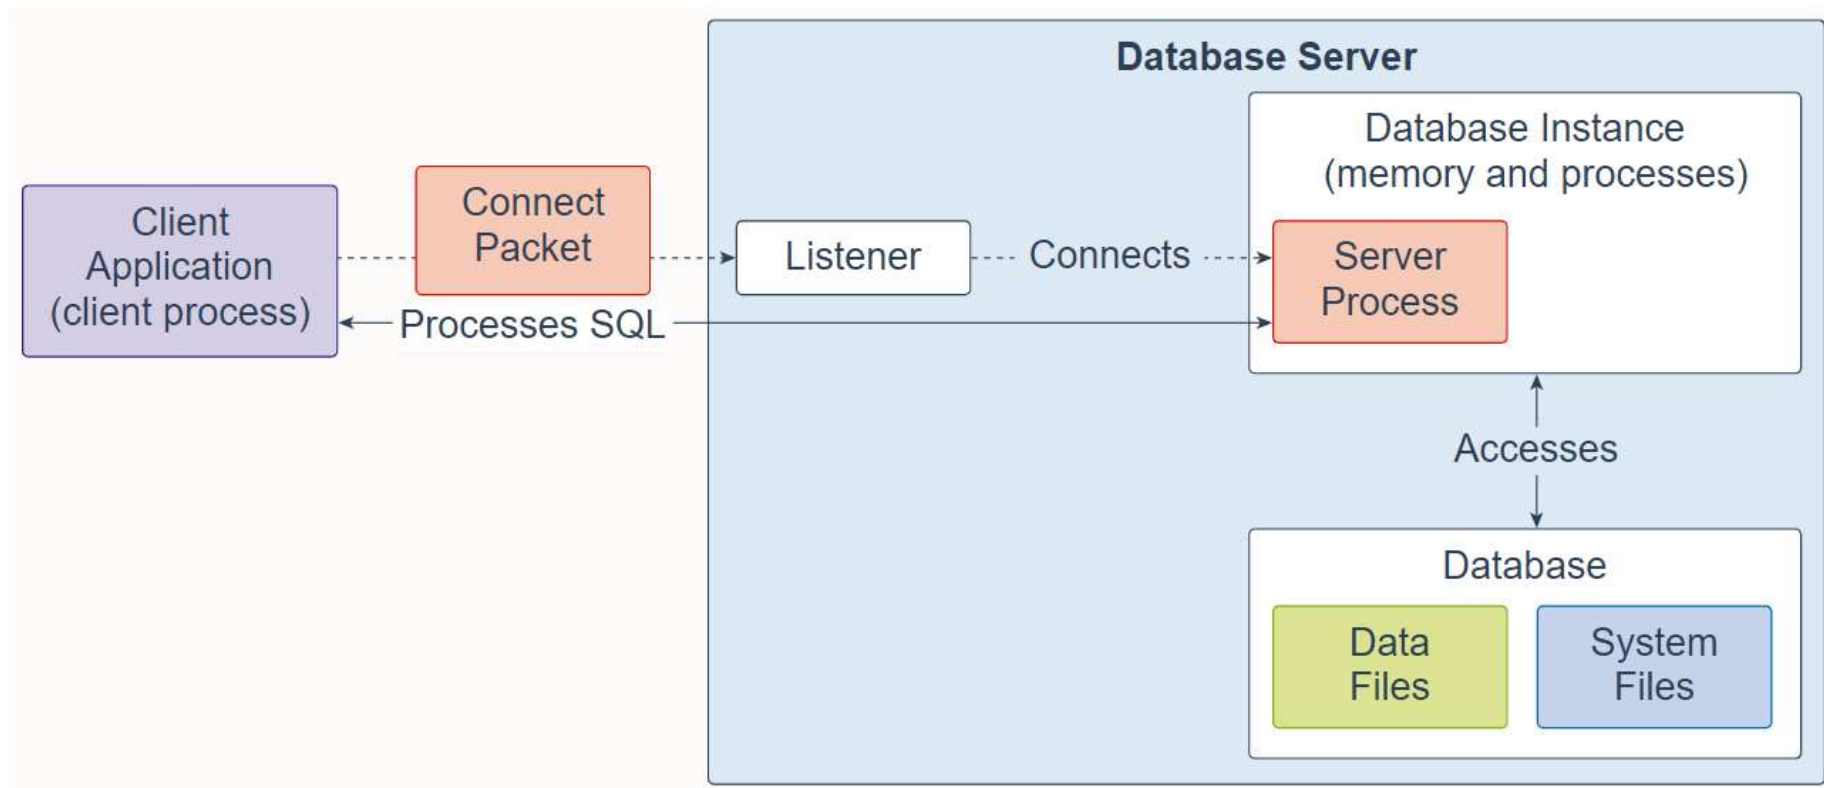 Database Server
Database Instance
(memory and processes)
Client
Application
(client process)
Connect
Packet
Listener
Connects
Server
Process
Processes SQL
Accesses
Database
Data
Files
System
Files